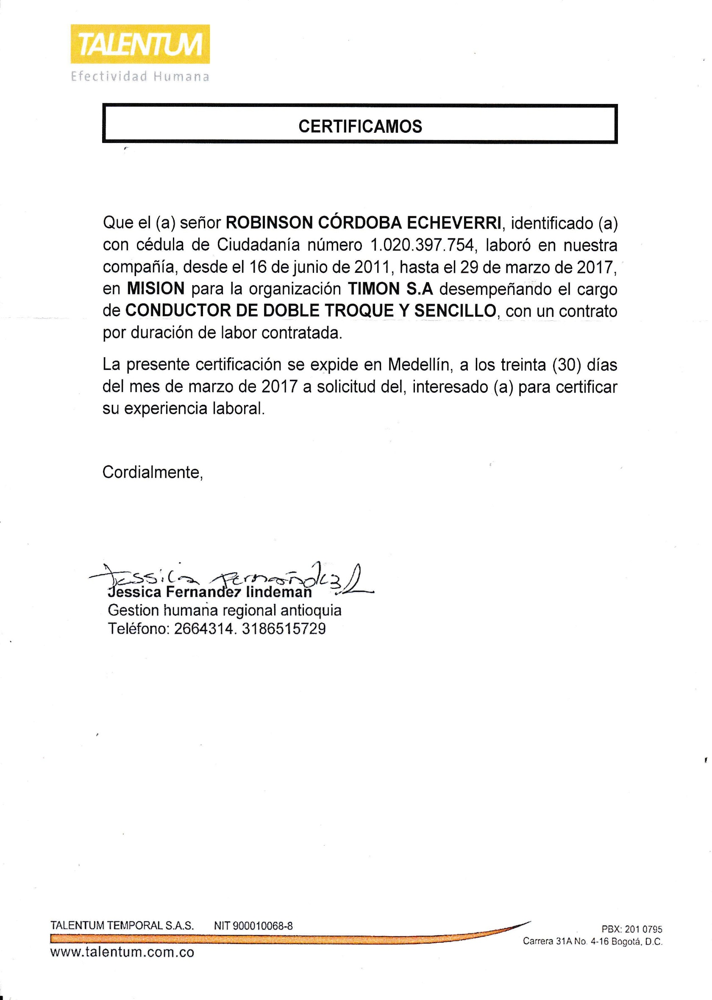 TALENTUM
Efectividad Humana
CERTIFICAMOS
Que el (a) señor ROBINSON CÓRDOBA ECHEVERRI, identificado (a)
con cédula de Ciudadanía número 1.020.397.754, laboró en nuestra
compañía, desde el 16 de junio de 2011, hasta el 29 de marzo de 2017,
en MISION para la organización TIMON S.A desempeñando el cargo
de CONDUCTOR DE DOBLE TROQUE Y SENCILLO, con un contrato
por duración de labor contratada.
La presente certificación se expide en Medellín, a los treinta (30) días
del mes de marzo de 2017 a solicitud del, interesado (a) para certificar
su experiencia laboral.
Cordialmente,
Jessica Fernandez L
Jessica Fernandez lindeman
Gestion humana regional antioquia
Teléfono: 2664314. 3186515729
TALENTUM TEMPORAL S.A.S. NIT 900010068-8
PBX: 201 0795
Carrera 31A No. 4-16 Bogotá, D.C.
www.talentum.com.co